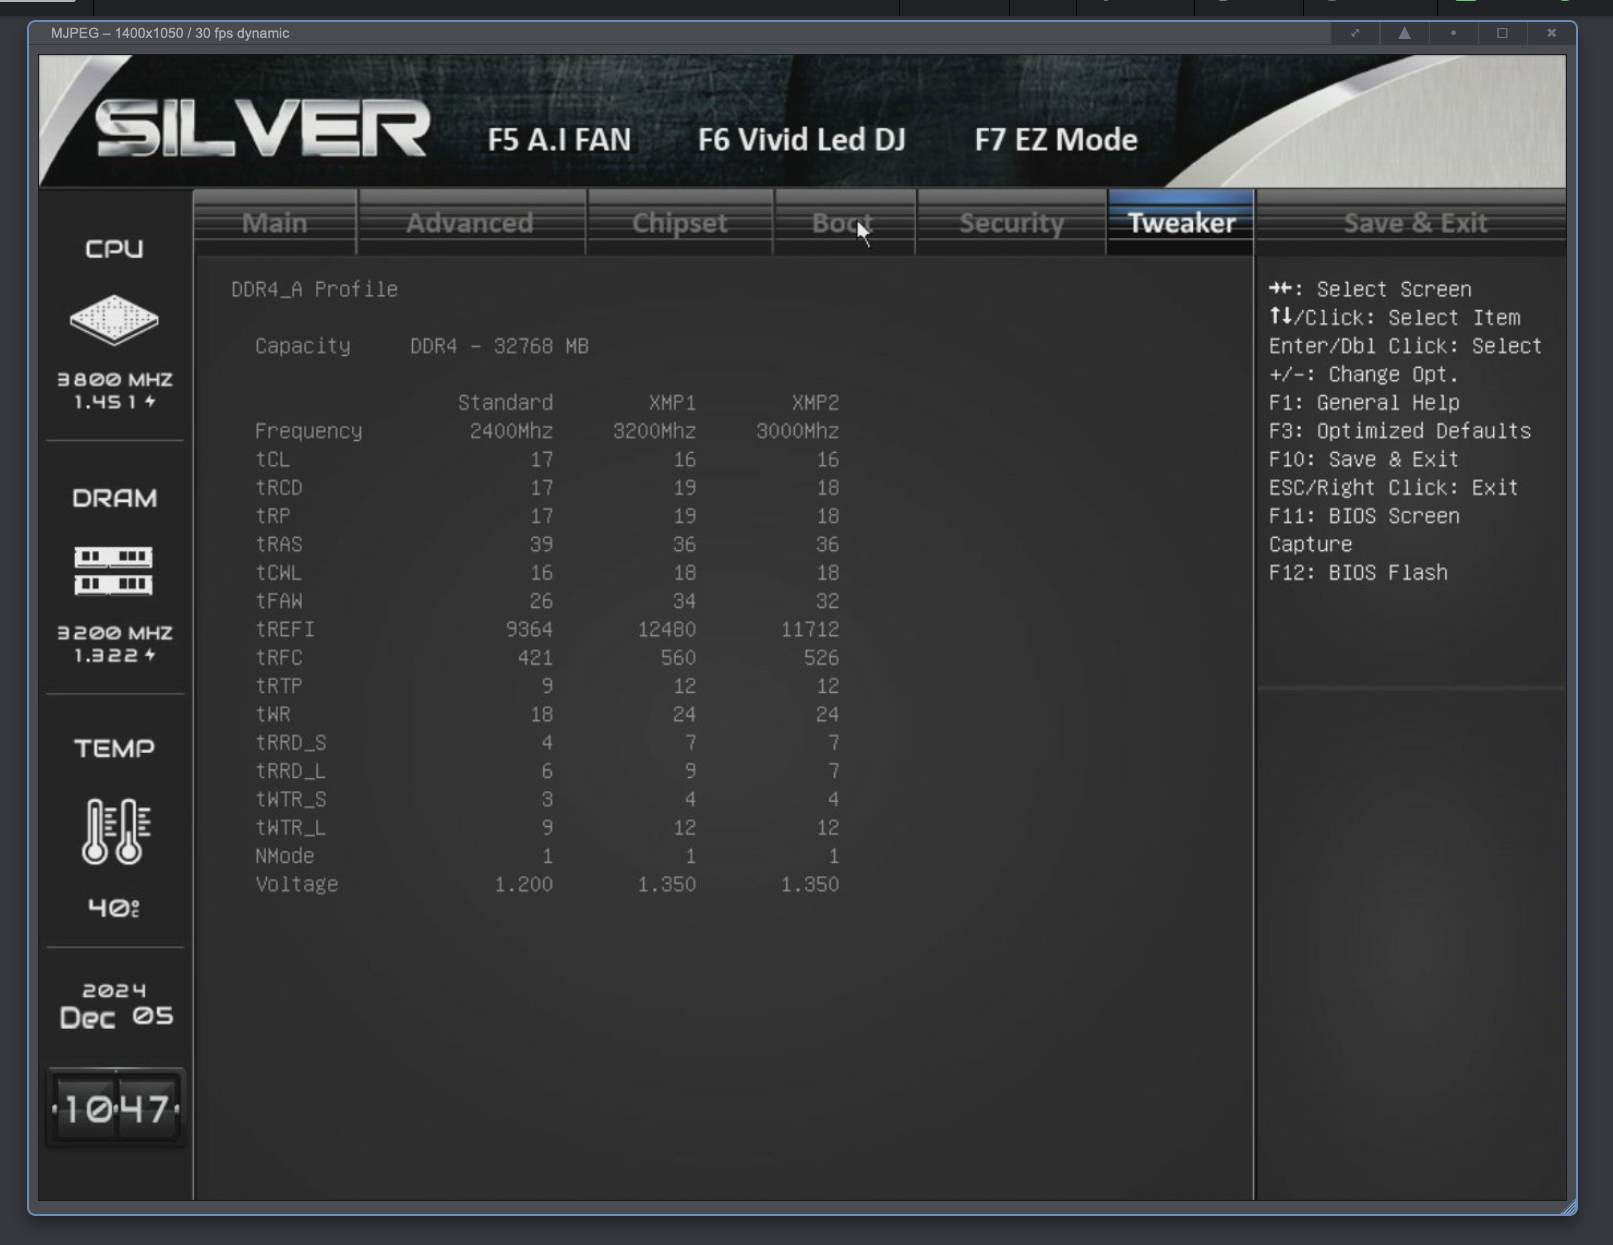 MJPEG – 1400x1050 / 30 fps dynamic
SILVER
F5 A.I FAN F6 Vivid Led DJ F7 EZ Mode
Main Advanced Chipset Boot Security Tweaker Save & Exit
CPU
3800 MHZ
1.451
DRAM
3200 MHZ
1.322
TEMP
40°C
2024
Dec 05
10:47
DDR4_A Profile
Capacity DDR4 - 32768 MB
Standard XMP1 XMP2
Frequency 2400Mhz 3200Mhz 3000Mhz
tCL 17 16 16
tRCD 17 19 18
tRP 17 19 18
tRAS 39 36 36
tCWL 16 18 18
tFAW 26 34 32
tREFI 9364 12480 11712
tRFC 421 560 526
tRTP 9 12 12
tWR 18 24 24
tRRD_S 4 7 7
tRRD_L 6 9 7
tWTR_S 3 4 4
tWTR_L 9 12 12
NMode 1 1 1
Voltage 1.200 1.350 1.350
→←: Select Screen
↑↓/Click: Select Item
Enter/Dbl Click: Select
+/-: Change Opt.
F1: General Help
F3: Optimized Defaults
F10: Save & Exit
ESC/Right Click: Exit
F11: BIOS Screen
Capture
F12: BIOS Flash